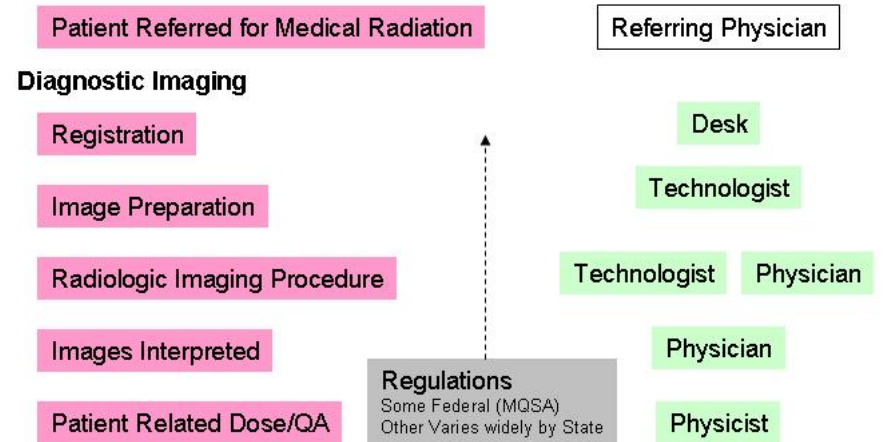 Patient Referred for Medical Radiation
Referring Physician
Diagnostic Imaging
Registration
Desk
Image Preparation
Technologist
Radiologic Imaging Procedure
Technologist
Physician
Images Interpreted
Physician
Regulations
Some Federal (MQSA)
Other Varies widely by State
Patient Related Dose/QA
Physicist